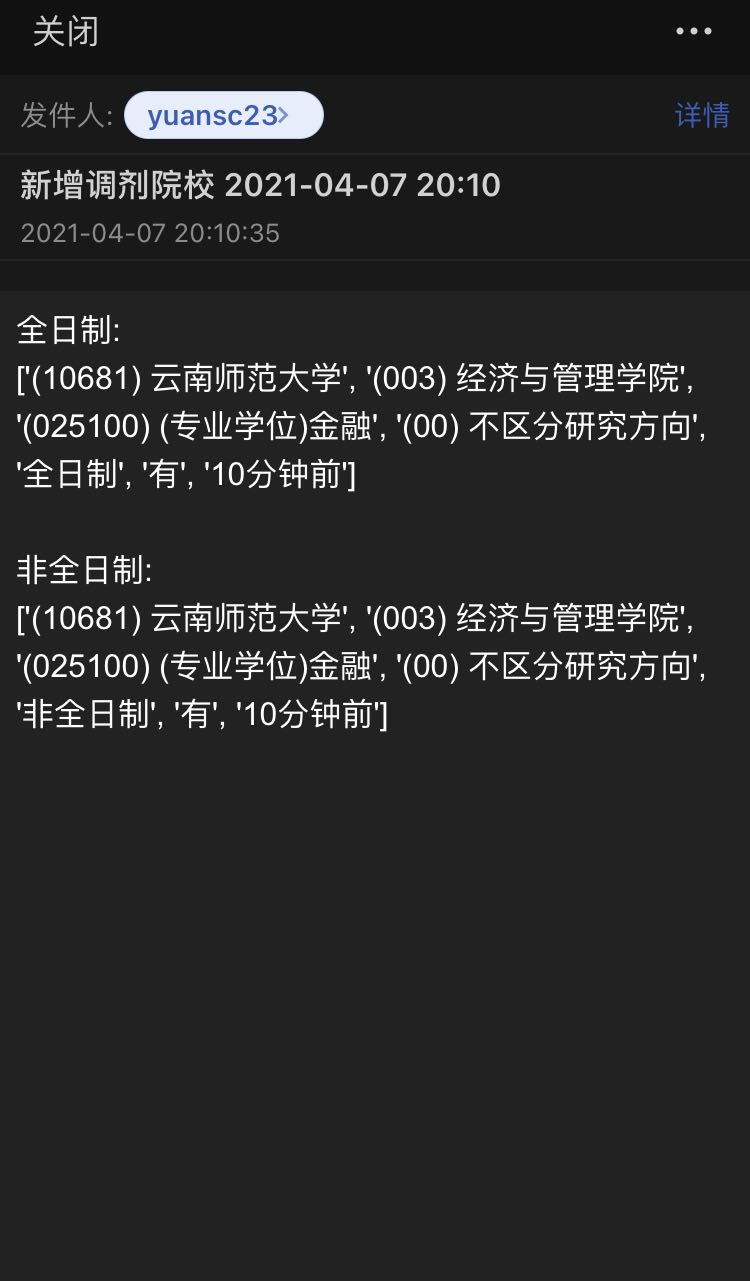 关闭
发件人: yuansc23 详情
新增调剂院校 2021-04-07 20:10
2021-04-07 20:10:35
全日制:
['(10681) 云南师范大学', '(003) 经济与管理学院',
'(025100) (专业学位)金融', '(00) 不区分研究方向',
'全日制', '有', '10分钟前']
非全日制:
['(10681) 云南师范大学', '(003) 经济与管理学院',
'(025100) (专业学位)金融', '(00) 不区分研究方向',
'非全日制', '有', '10分钟前']